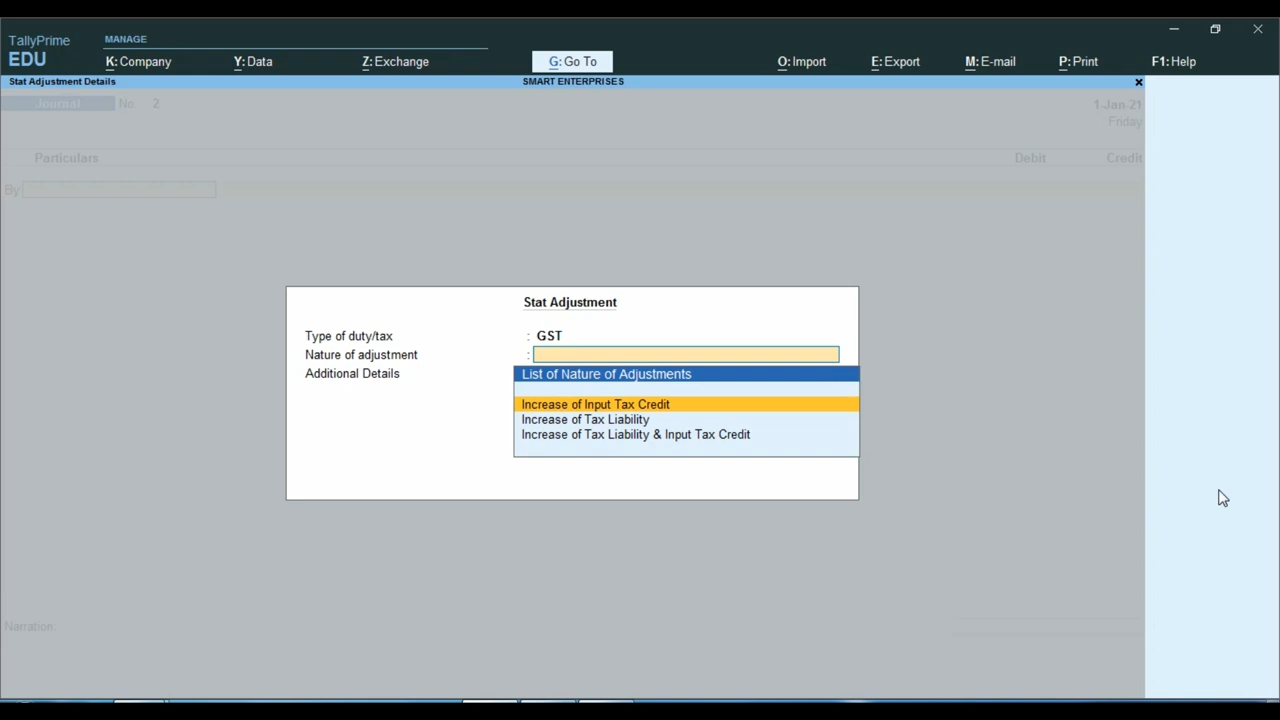 TallyPrime
EDU
MANAGE
K:Company
Y:Data
Z:Exchange
G: Go To
O:Import
E:Export
M:E-mail
P:Print
F1:Help
Stat Adjustment Details
SMART ENTERPRISES
Journal No. 2
1-Jan-21
Friday
Particulars
Debit
Credit
By
Stat Adjustment
Type of duty/tax : GST
Nature of adjustment :
Additional Details
List of Nature of Adjustments
Increase of Input Tax Credit
Increase of Tax Liability
Increase of Tax Liability & Input Tax Credit
Narration: